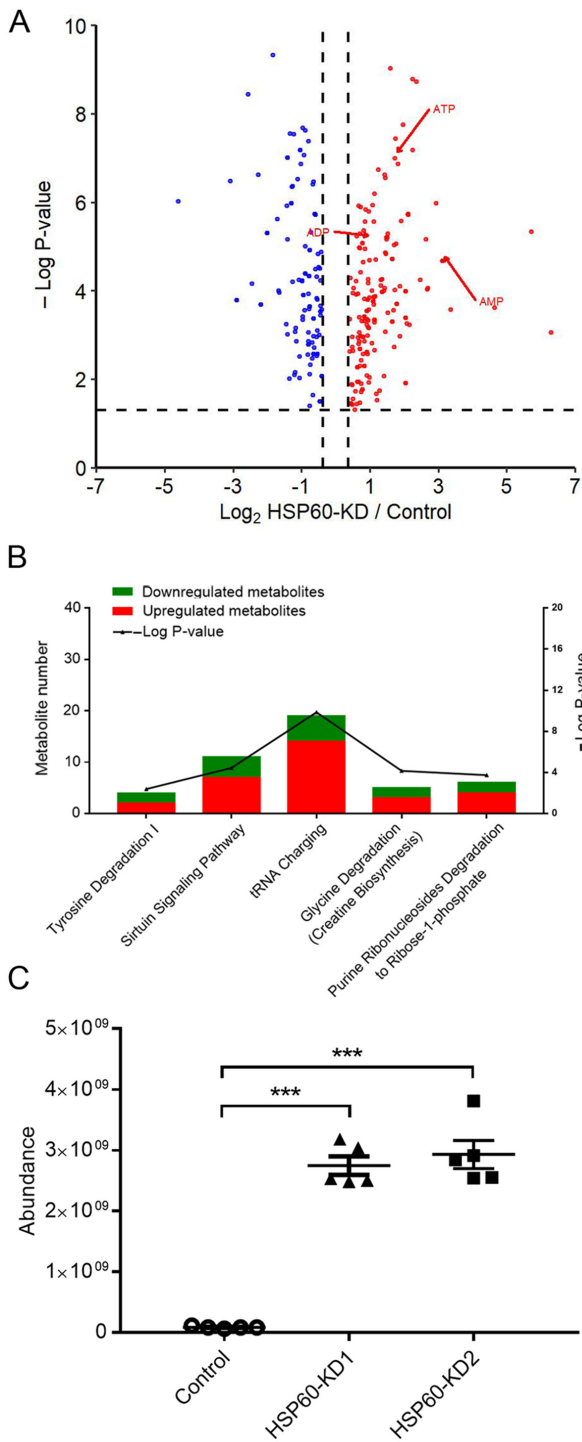 A
10
8
6
4
2
0
– Log P-value
ATP
ADP
AMP
-7
-5
-3
-1
1
3
5
7
Log₂ HSP60-KD / Control
B
Downregulated metabolites
Upregulated metabolites
–Log P-value
40
30
20
10
0
Metabolite number
20
16
12
8
4
0
–Log P-value
Tyrosine Degradation I
Sirtuin Signaling Pathway
tRNA Charging
Glycine Degradation
(Creatine Biosynthesis)
Purine Ribonucleosides Degradation
to Ribose-1-phosphate
C
5×10⁰⁹
4×10⁰⁹
3×10⁰⁹
2×10⁰⁹
1×10⁰⁹
0
Abundance
***
***
Control
HSP60-KD1
HSP60-KD2